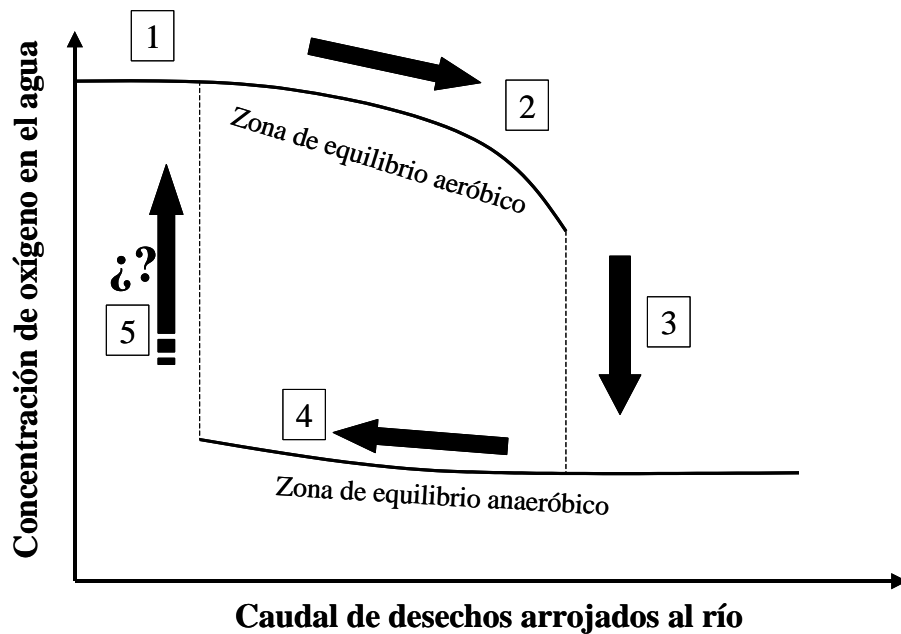 Concentración de oxígeno en el agua
1
2
Zona de equilibrio aeróbico
¿?
5
3
4
Zona de equilibrio anaeróbico
Caudal de desechos arrojados al río